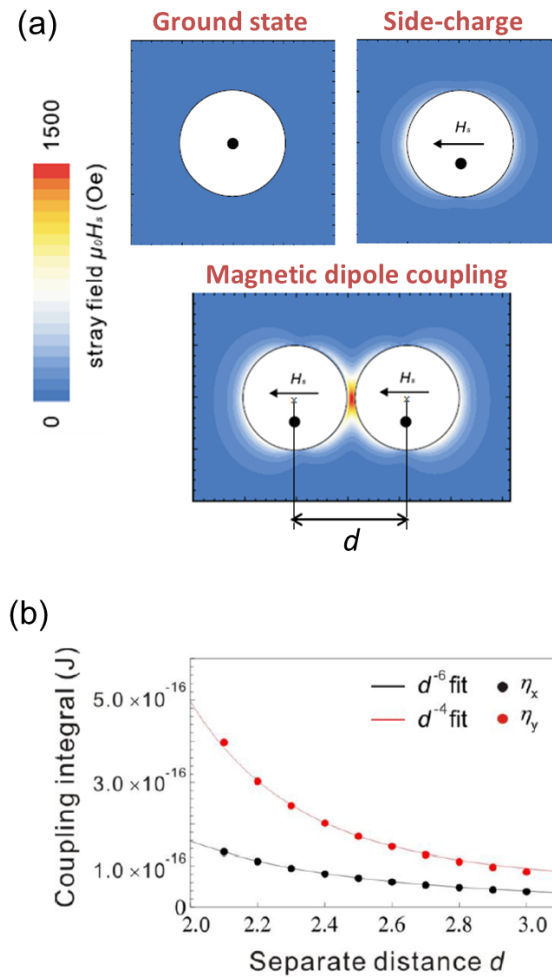 (a)
Ground state
Side-charge
1500
stray field μ₀Hₛ (Oe)
0
Hₛ
Magnetic dipole coupling
Hₛ
Hₛ
d
(b)
Coupling integral (J)
5.0 ×10⁻¹⁶
3.0 ×10⁻¹⁶
1.0 ×10⁻¹⁶
0
d⁻⁶ fit
ηₓ
d⁻⁴ fit
η_y
2.0 2.2 2.4 2.6 2.8 3.0
Separate distance d